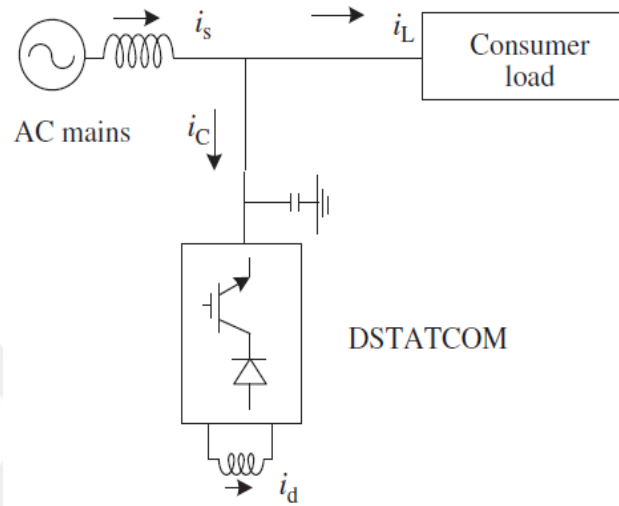 i_s
i_L
Consumer
load
AC mains
i_C
DSTATCOM
i_d